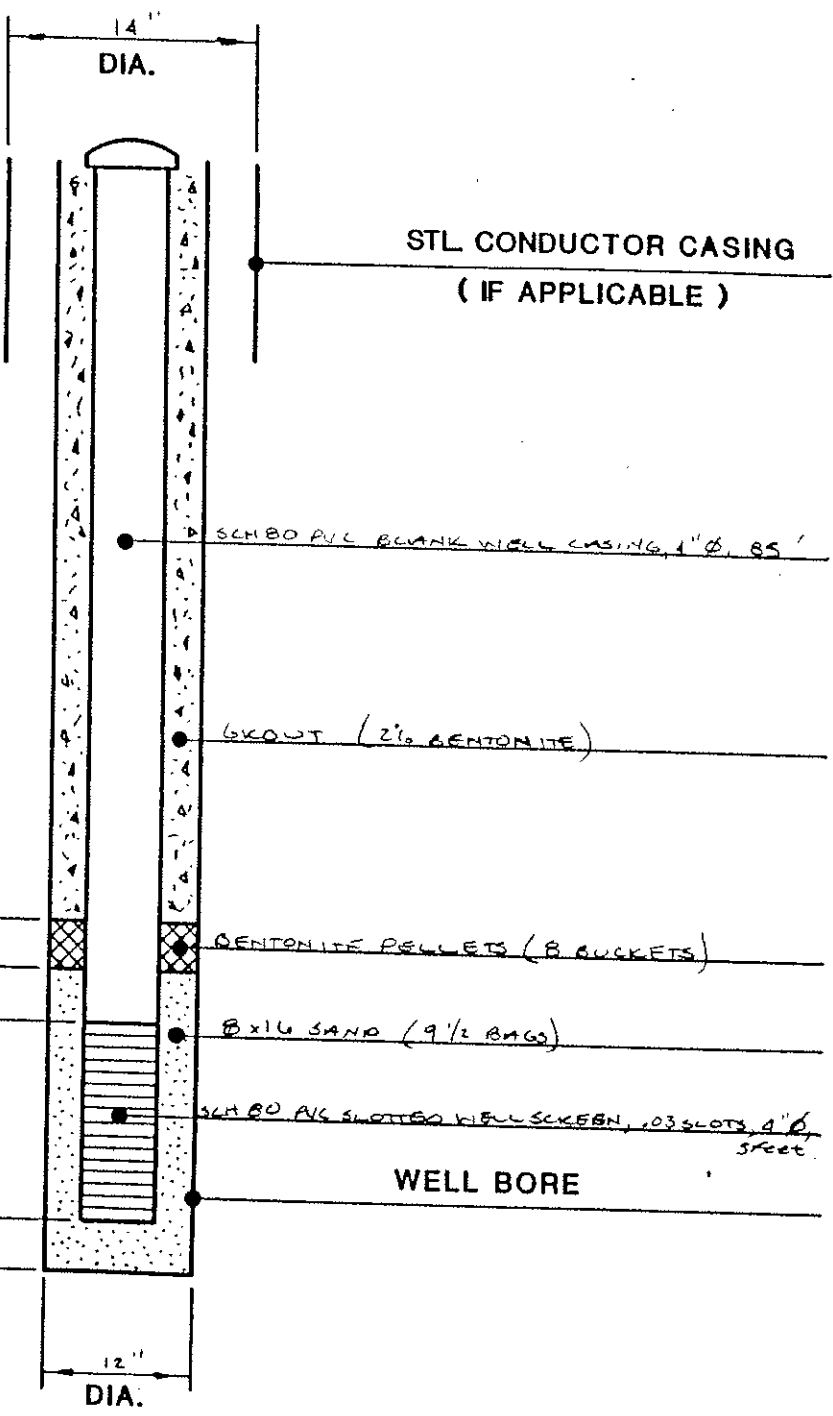 14"
DIA.
STL CONDUCTOR CASING
( IF APPLICABLE )
SCH 80 PVC BLANK WELL CASING, 4"Ø, 85'
GROUT (2% BENTONITE)
BENTONITE PELLETS (8 BUCKETS)
8x16 SAND (9 1/2 BAGS)
SCH 80 PVC SLOTTED WELL SCREEN, .03 SLOTS, 4"Ø,
5 feet
WELL BORE
12"
DIA.